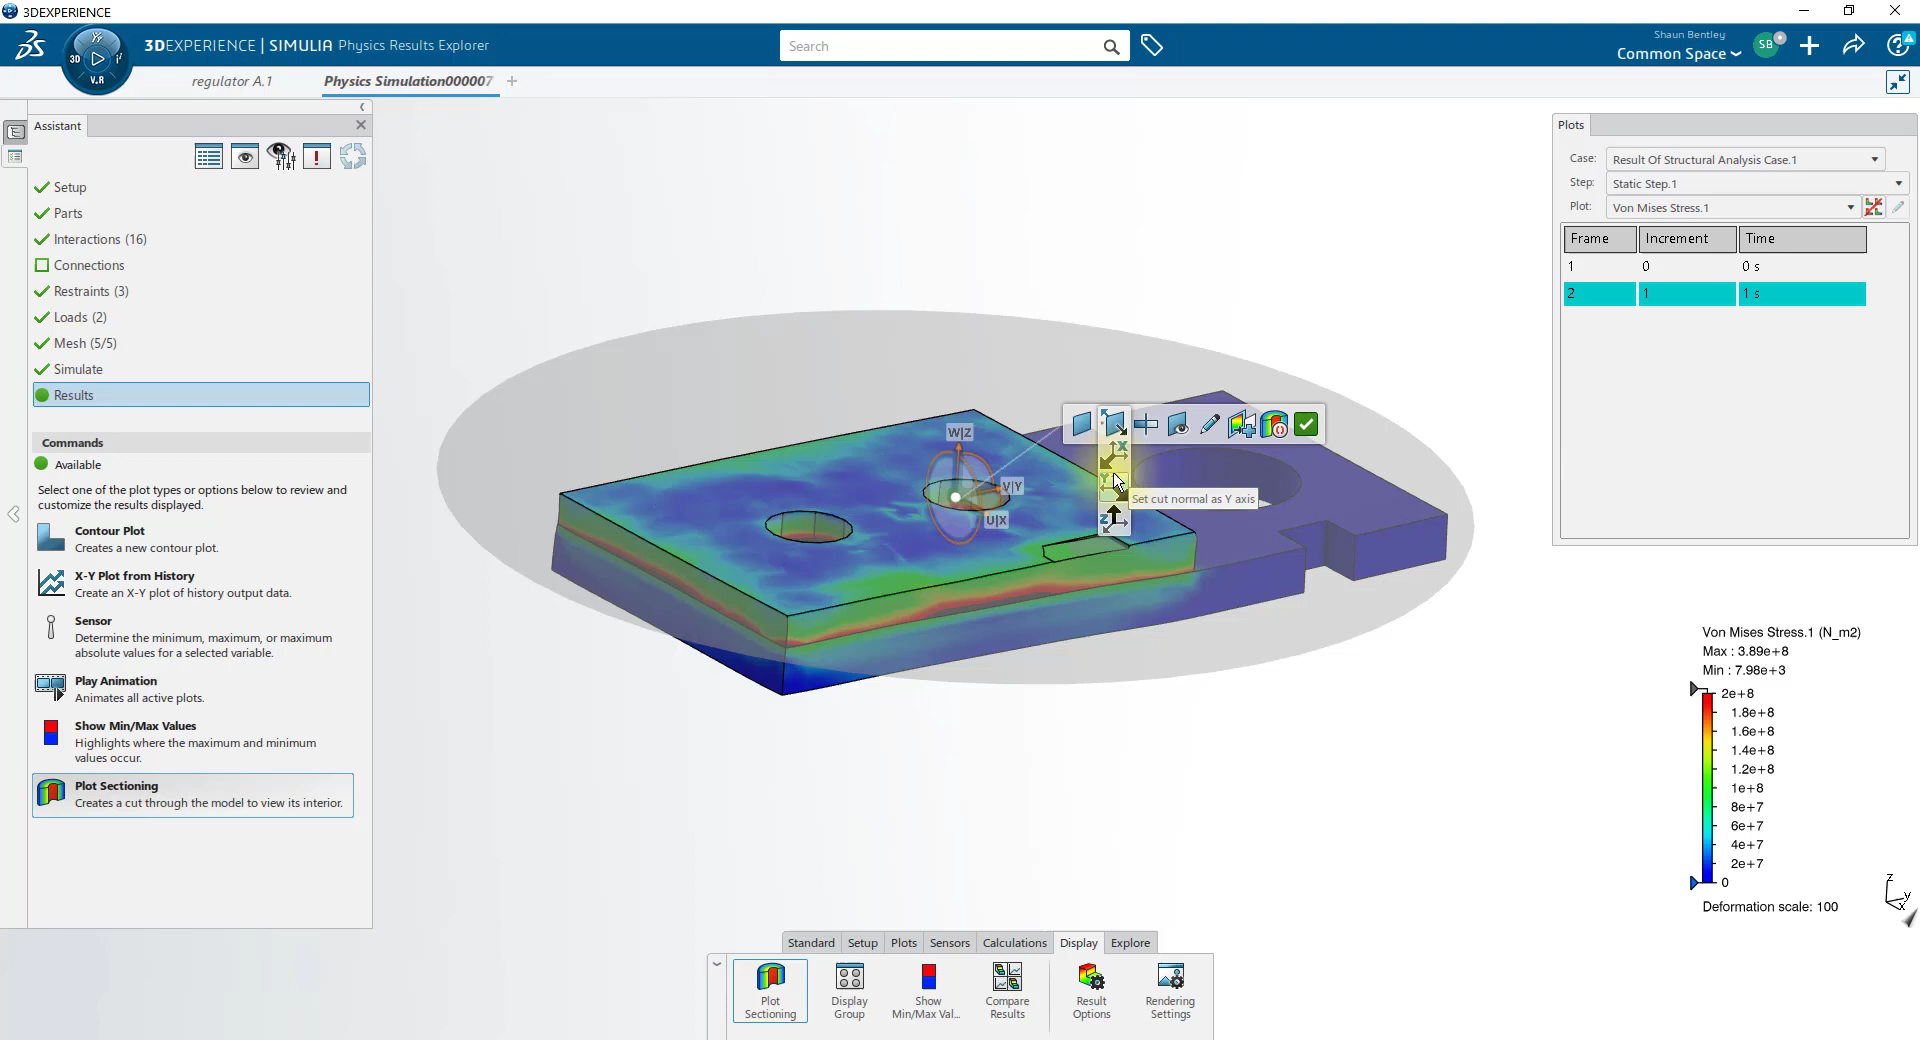 3DEXPERIENCE
3DEXPERIENCE | SIMULIA Physics Results Explorer
Search
Shaun Bentley
Common Space
SB
3D
V.R
regulator A.1
Physics Simulation000007
Assistant
Setup
Parts
Interactions (16)
Connections
Restraints (3)
Loads (2)
Mesh (5/5)
Simulate
Results
Commands
Available
Select one of the plot types or options below to review and
customize the results displayed.
Contour Plot
Creates a new contour plot.
X-Y Plot from History
Create an X-Y plot of history output data.
Sensor
Determine the minimum, maximum, or maximum
absolute values for a selected variable.
Play Animation
Animates all active plots.
Show Min/Max Values
Highlights where the maximum and minimum
values occur.
Plot Sectioning
Creates a cut through the model to view its interior.
W|Z
V|Y
U|X
X
Y
Z
Set cut normal as Y axis
Plots
Case: Result Of Structural Analysis Case.1
Step: Static Step.1
Plot: Von Mises Stress.1
Frame Increment Time
1 0 0 s
2 1 1 s
Von Mises Stress.1 (N_m2)
Max : 3.89e+8
Min : 7.98e+3
2e+8
1.8e+8
1.6e+8
1.4e+8
1.2e+8
1e+8
8e+7
6e+7
4e+7
2e+7
0
Deformation scale: 100
z
y
x
Standard Setup Plots Sensors Calculations Display Explore
Plot
Sectioning
Display
Group
Show
Min/Max Val...
Compare
Results
Result
Options
Rendering
Settings